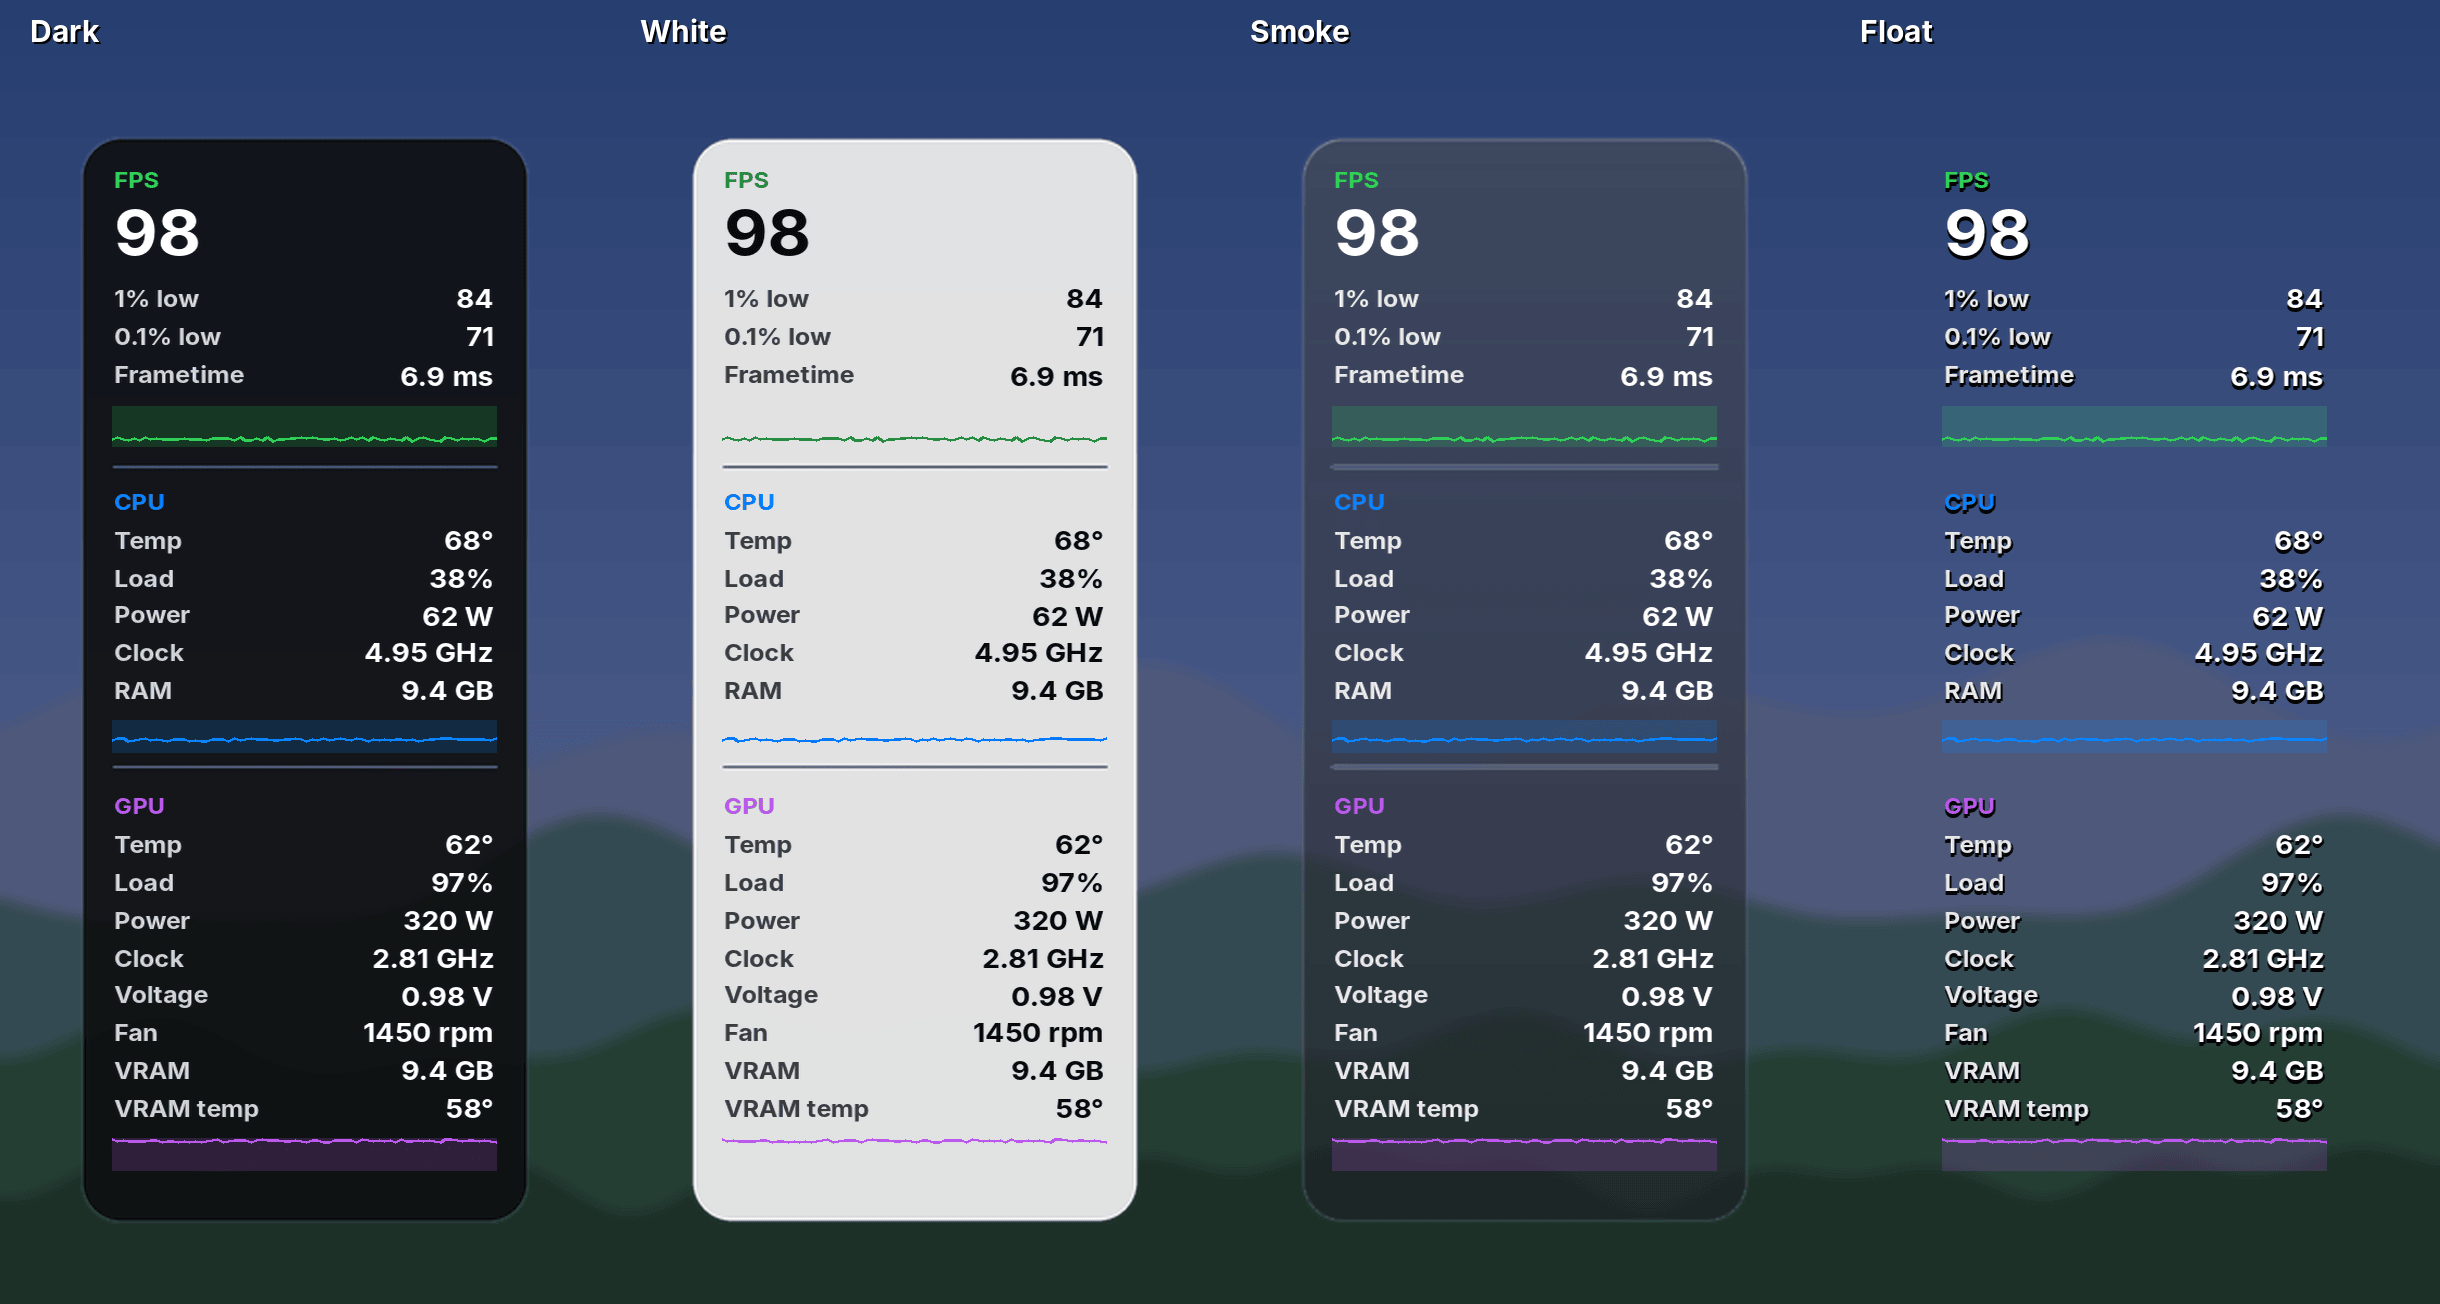 Dark
FPS
98
1% low 84
0.1% low 71
Frametime 6.9 ms
CPU
Temp 68°
Load 38%
Power 62 W
Clock 4.95 GHz
RAM 9.4 GB
GPU
Temp 62°
Load 97%
Power 320 W
Clock 2.81 GHz
Voltage 0.98 V
Fan 1450 rpm
VRAM 9.4 GB
VRAM temp 58°
White
FPS
98
1% low 84
0.1% low 71
Frametime 6.9 ms
CPU
Temp 68°
Load 38%
Power 62 W
Clock 4.95 GHz
RAM 9.4 GB
GPU
Temp 62°
Load 97%
Power 320 W
Clock 2.81 GHz
Voltage 0.98 V
Fan 1450 rpm
VRAM 9.4 GB
VRAM temp 58°
Smoke
FPS
98
1% low 84
0.1% low 71
Frametime 6.9 ms
CPU
Temp 68°
Load 38%
Power 62 W
Clock 4.95 GHz
RAM 9.4 GB
GPU
Temp 62°
Load 97%
Power 320 W
Clock 2.81 GHz
Voltage 0.98 V
Fan 1450 rpm
VRAM 9.4 GB
VRAM temp 58°
Float
FPS
98
1% low 84
0.1% low 71
Frametime 6.9 ms
CPU
Temp 68°
Load 38%
Power 62 W
Clock 4.95 GHz
RAM 9.4 GB
GPU
Temp 62°
Load 97%
Power 320 W
Clock 2.81 GHz
Voltage 0.98 V
Fan 1450 rpm
VRAM 9.4 GB
VRAM temp 58°